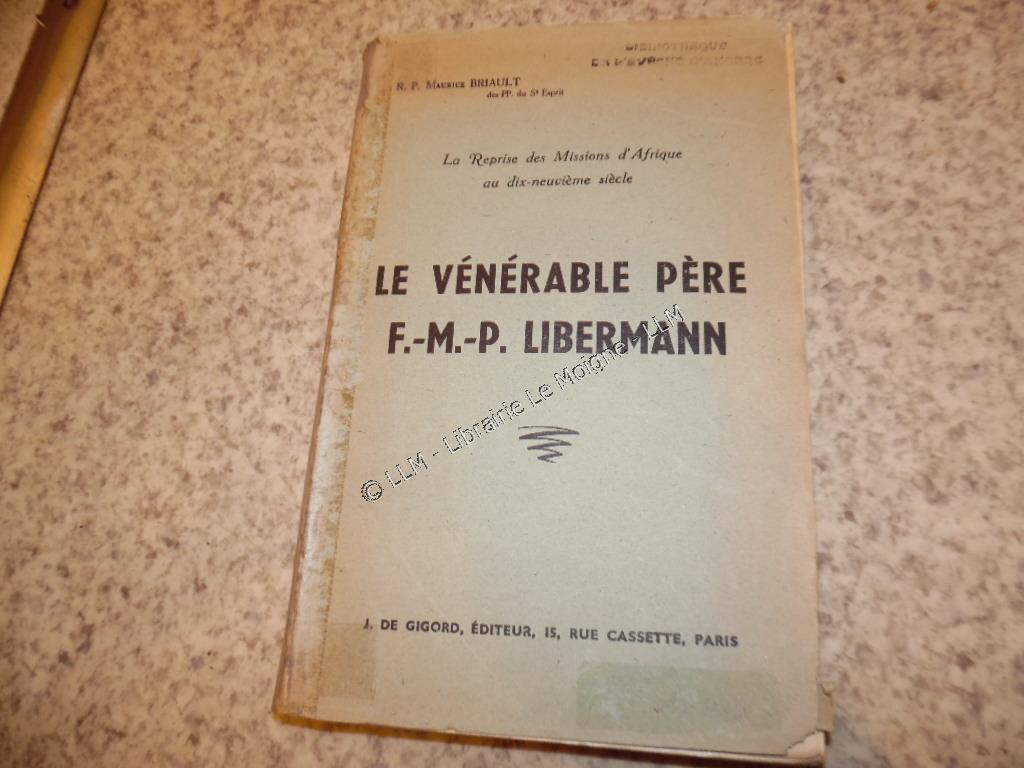 BIBLIOTHEQUE
R. P. Maurice BRIAULT
des PP. du St Esprit
La Reprise des Missions d'Afrique
au dix-neuvième siècle
LE VÉNÉRABLE PÈRE
F.-M.-P. LIBERMANN
© LLM - Librairie Le Moigne - LLM
J. DE GIGORD, ÉDITEUR, 15, RUE CASSETTE, PARIS